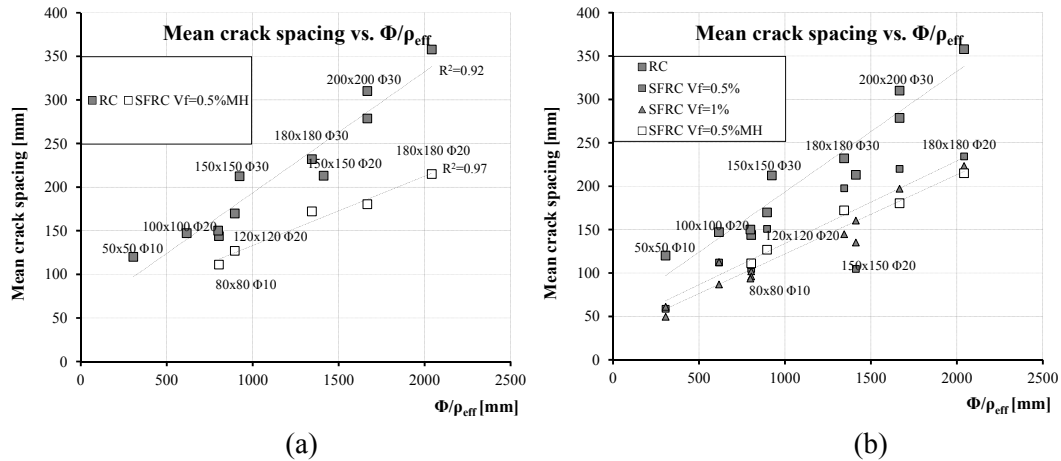 Mean crack spacing vs. Φ/ρeff
Mean crack spacing [mm]
400
350
300
250
200
150
100
50
0
RC
SFRC Vf=0.5%MH
R²=0.92
200x200 Φ30
180x180 Φ30
180x180 Φ20
150x150 Φ30
150x150 Φ20
R²=0.97
100x100 Φ20
120x120 Φ20
50x50 Φ10
80x80 Φ10
0 500 1000 1500 2000 2500
Φ/ρeff [mm]
(a)
Mean crack spacing vs. Φ/ρeff
Mean crack spacing [mm]
400
350
300
250
200
150
100
50
0
RC
SFRC Vf=0.5%
SFRC Vf=1%
SFRC Vf=0.5%MH
200x200 Φ30
180x180 Φ30
180x180 Φ20
150x150 Φ30
100x100 Φ20
120x120 Φ20
50x50 Φ10
150x150 Φ20
80x80 Φ10
0 500 1000 1500 2000 2500
Φ/ρeff [mm]
(b)